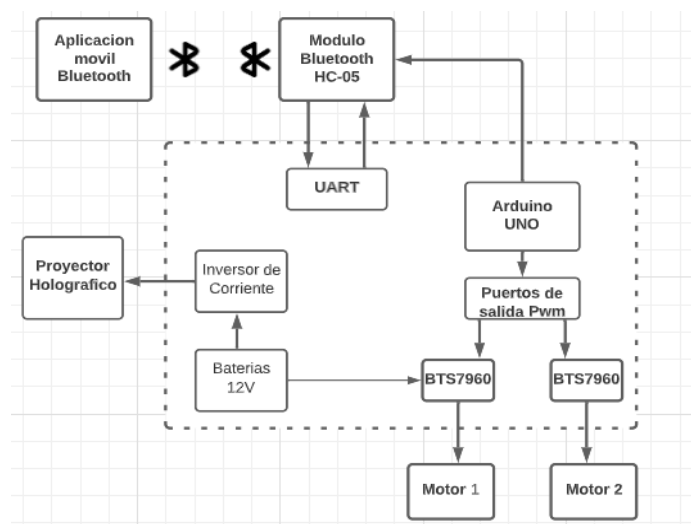 Aplicacion
movil
Bluetooth
Modulo
Bluetooth
HC-05
UART
Arduino
UNO
Proyector
Holografico
Inversor de
Corriente
Puertos de
salida Pwm
Baterias
12V
BTS7960
BTS7960
Motor 1
Motor 2